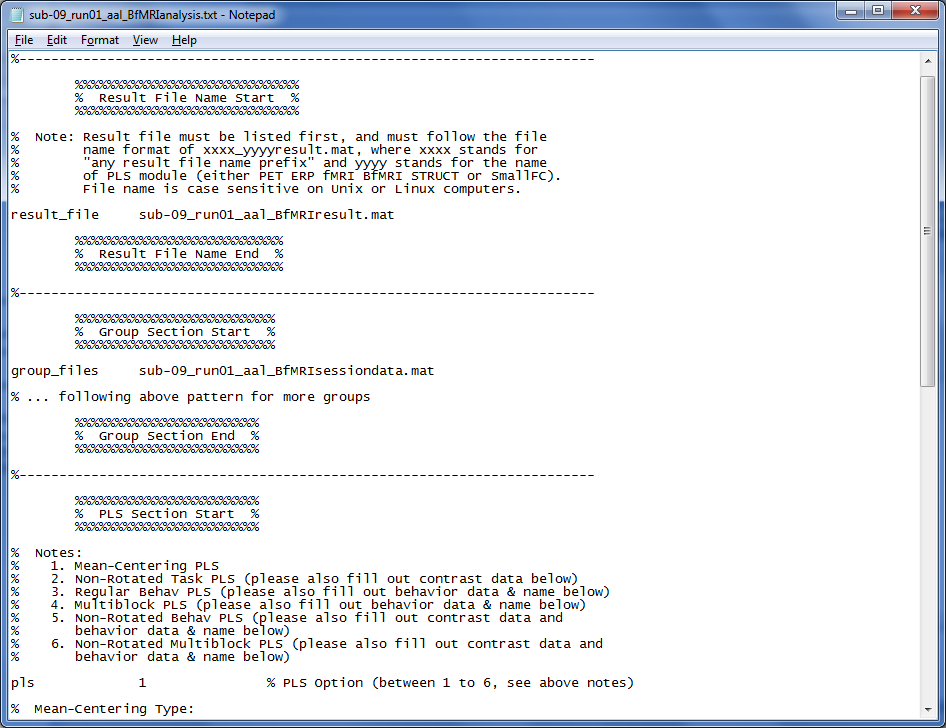 sub-09_run01_aal_BfMRIanalysis.txt - Notepad
File Edit Format View Help
%------------------------------------------------------------------------
%%%%%%%%%%%%%%%%%%%%%%%%%%%%
%  Result File Name Start  %
%%%%%%%%%%%%%%%%%%%%%%%%%%%%
%  Note: Result file must be listed first, and must follow the file
%        name format of xxxx_yyyyresult.mat, where xxxx stands for
%        "any result file name prefix" and yyyy stands for the name
%        of PLS module (either PET ERP fMRI BfMRI STRUCT or SmallFC).
%        File name is case sensitive on Unix or Linux computers.
result_file     sub-09_run01_aal_BfMRIresult.mat
%%%%%%%%%%%%%%%%%%%%%%%%%%
%  Result File Name End  %
%%%%%%%%%%%%%%%%%%%%%%%%%%
%------------------------------------------------------------------------
%%%%%%%%%%%%%%%%%%%%%%%%%
%  Group Section Start  %
%%%%%%%%%%%%%%%%%%%%%%%%%
group_files     sub-09_run01_aal_BfMRIsessiondata.mat
% ... following above pattern for more groups
%%%%%%%%%%%%%%%%%%%%%%%
%  Group Section End  %
%%%%%%%%%%%%%%%%%%%%%%%
%------------------------------------------------------------------------
%%%%%%%%%%%%%%%%%%%%%%%
%  PLS Section Start  %
%%%%%%%%%%%%%%%%%%%%%%%
%  Notes:
%    1. Mean-Centering PLS
%    2. Non-Rotated Task PLS (please also fill out contrast data below)
%    3. Regular Behav PLS (please also fill out behavior data & name below)
%    4. Multiblock PLS (please also fill out behavior data & name below)
%    5. Non-Rotated Behav PLS (please also fill out contrast data and
%       behavior data & name below)
%    6. Non-Rotated Multiblock PLS (please also fill out contrast data and
%       behavior data & name below)
pls             1               % PLS Option (between 1 to 6, see above notes)
%  Mean-Centering Type: